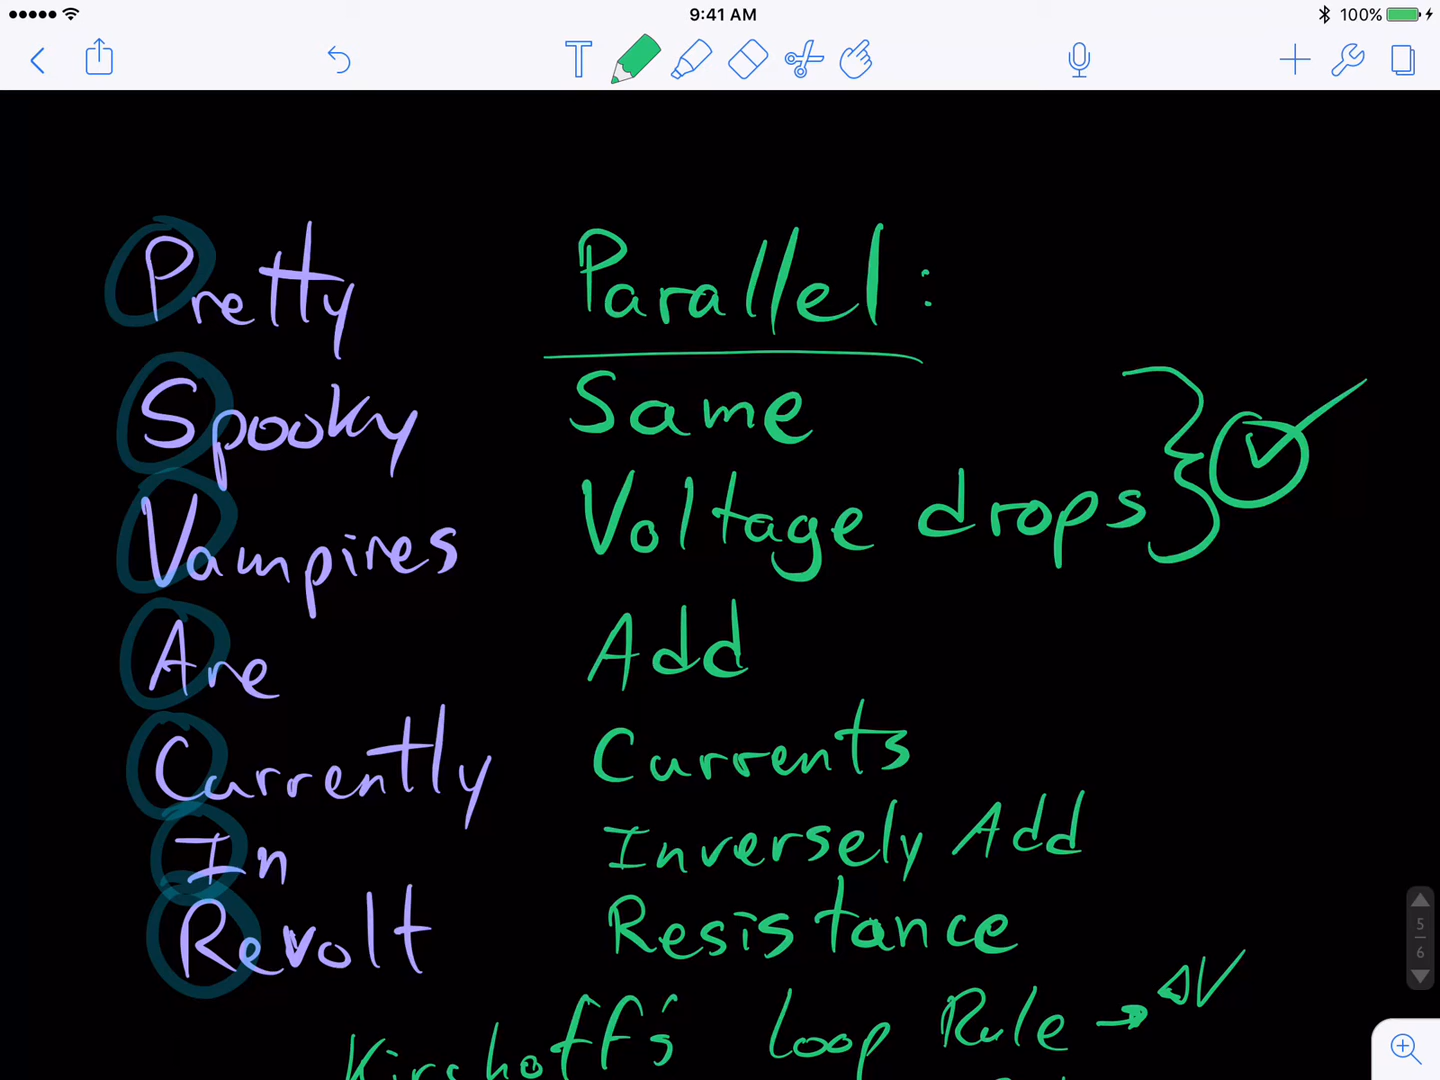 9:41 AM
100%
T
Pretty Parallel:
Spooky Same
Vampires Voltage drops
Are Add
Currently Currents
In Inversely Add
Revolt Resistance
Kirshoff's Loop Rule → ΔV
5
6